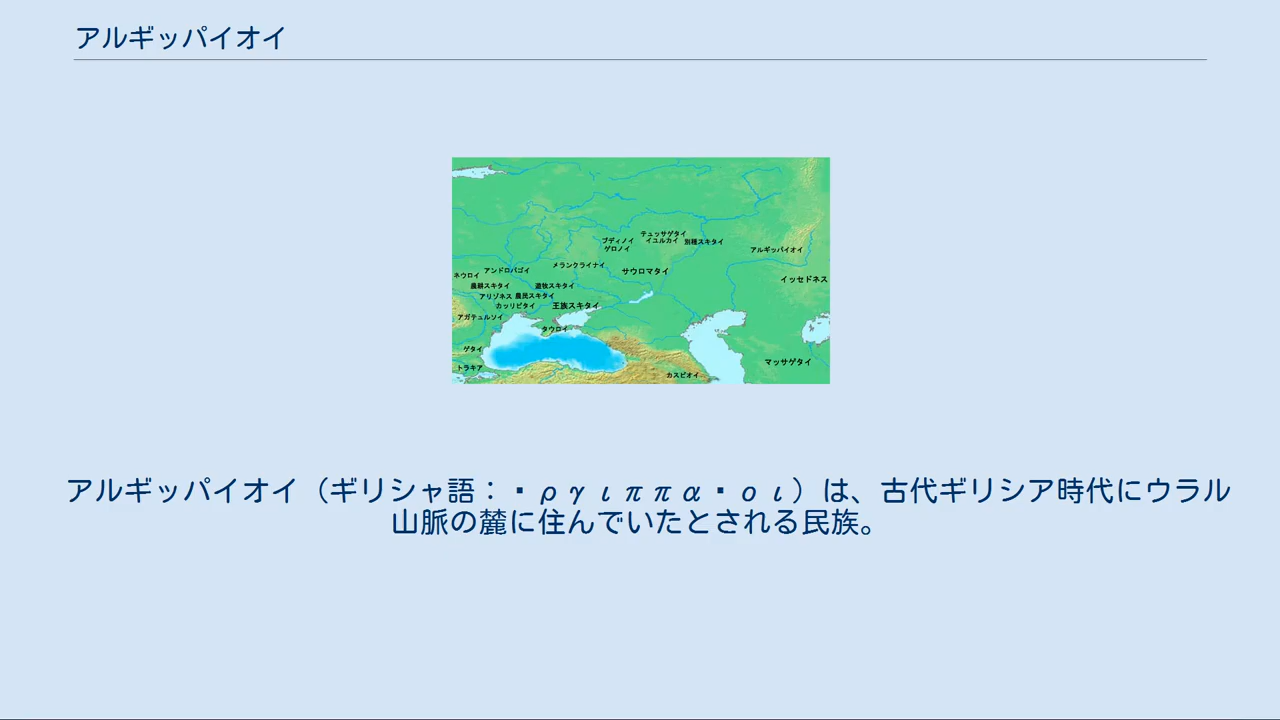 アルギッパイオイ
テュッサゲタイ
ブディノイ イユルカイ 別種スキタイ
ゲロノイ
アルギッパイオイ
メランクライナイ
アンドロパゴイ サウロマタイ
ネウロイ イッセドネス
農耕スキタイ 遊牧スキタイ
アリゾネス 農民スキタイ
カッリピダイ 王族スキタイ
アガテュルソイ
タウロイ
ゲタイ
マッサゲタイ
トラキア
カスピオイ
アルギッパイオイ（ギリシャ語：・ργιππα・οι）は、古代ギリシア時代にウラル
山脈の麓に住んでいたとされる民族。